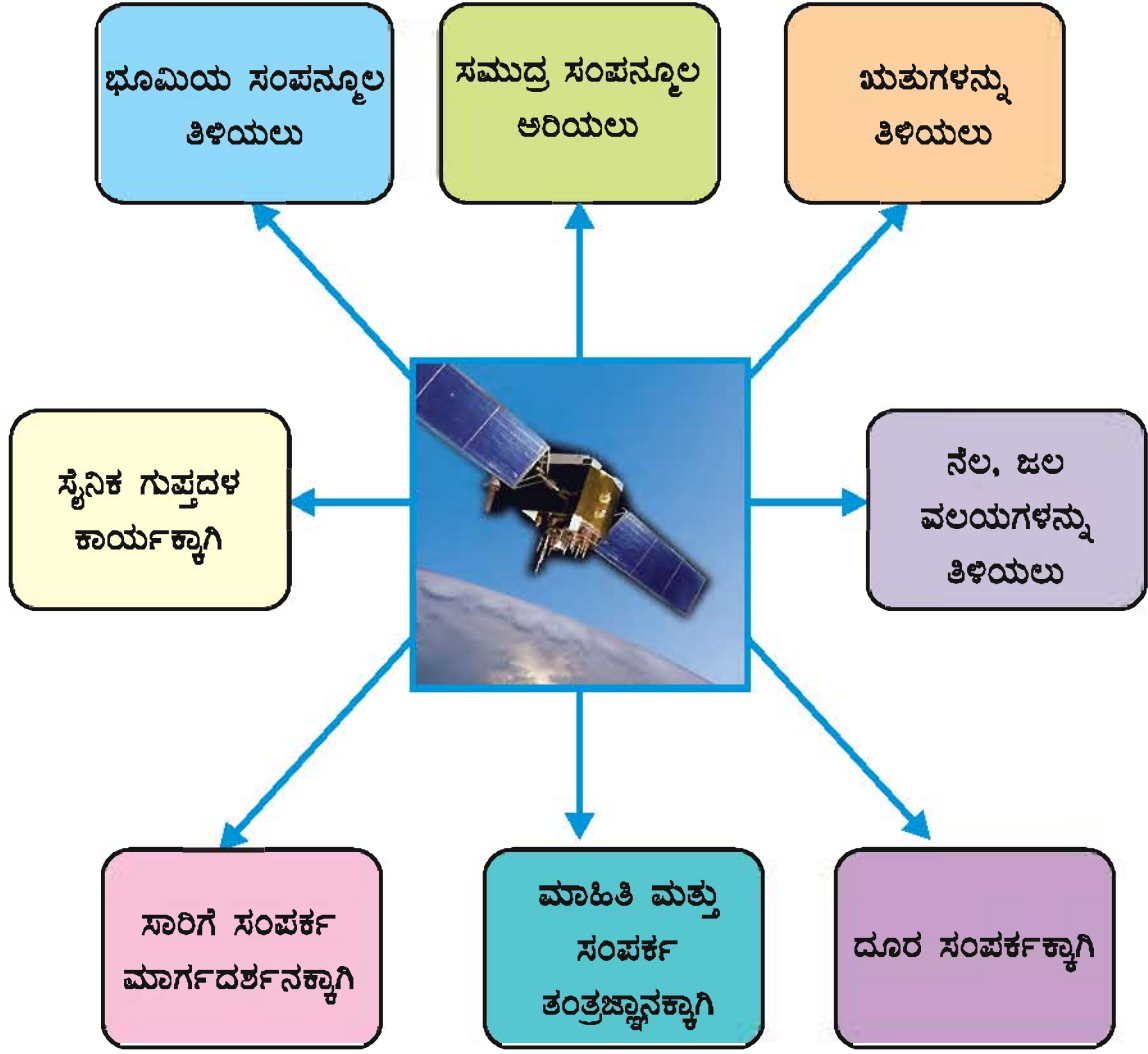 ಭೂಮಿಯ ಸಂಪನ್ಮೂಲ
ತಿಳಿಯಲು
ಸಮುದ್ರ ಸಂಪನ್ಮೂಲ
ಅರಿಯಲು
ಋತುಗಳನ್ನು
ತಿಳಿಯಲು
ಸೈನಿಕ ಗುಪ್ತದಳ
ಕಾರ್ಯಕ್ಕಾಗಿ
ನೆಲ, ಜಲ
ವಲಯಗಳನ್ನು
ತಿಳಿಯಲು
ಸಾರಿಗೆ ಸಂಪರ್ಕ
ಮಾರ್ಗದರ್ಶನಕ್ಕಾಗಿ
ಮಾಹಿತಿ ಮತ್ತು
ಸಂಪರ್ಕ
ತಂತ್ರಜ್ಞಾನಕ್ಕಾಗಿ
ದೂರ ಸಂಪರ್ಕಕ್ಕಾಗಿ